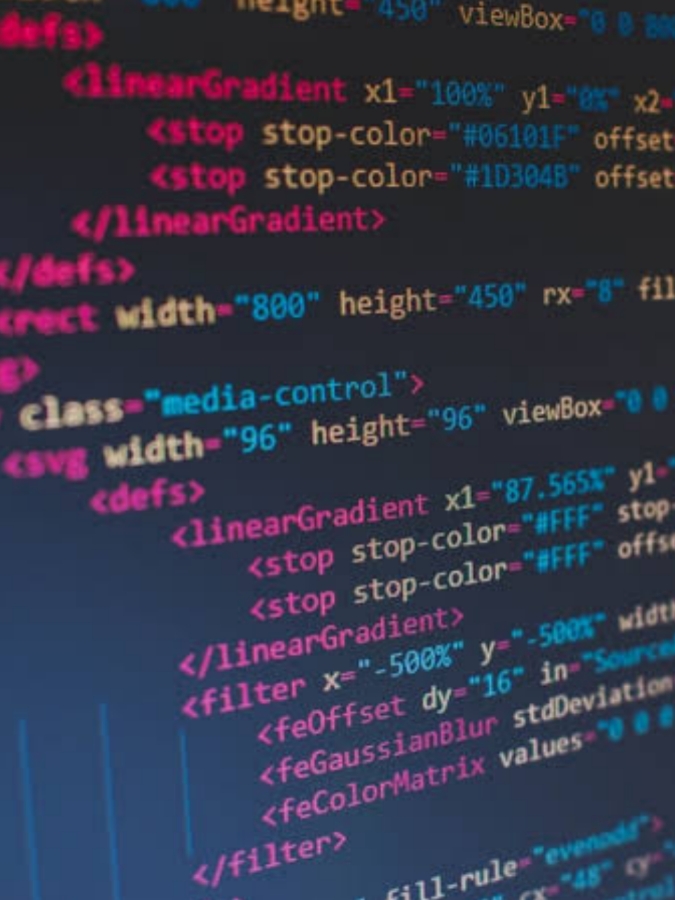 height="450" viewBox="0 0 800
defs>
<linearGradient x1="100%" y1="0%" x2=
<stop stop-color="#06101F" offset
<stop stop-color="#1D304B" offset
</linearGradient>
</defs>
<rect width="800" height="450" rx="8" fil
g>
class="media-control">
<svg width="96" height="96" viewBox="0 0
<defs>
<linearGradient x1="87.565%" y1="
<stop stop-color="#FFF" stop-
<stop stop-color="#FFF" offse
</linearGradient>
<filter x="-500%" y="-500%" width
<feOffset dy="16" in="Source
<feGaussianBlur stdDeviation
<feColorMatrix values="0 0 0
</filter>
fill-rule="evenodd">
cx="48" cy=